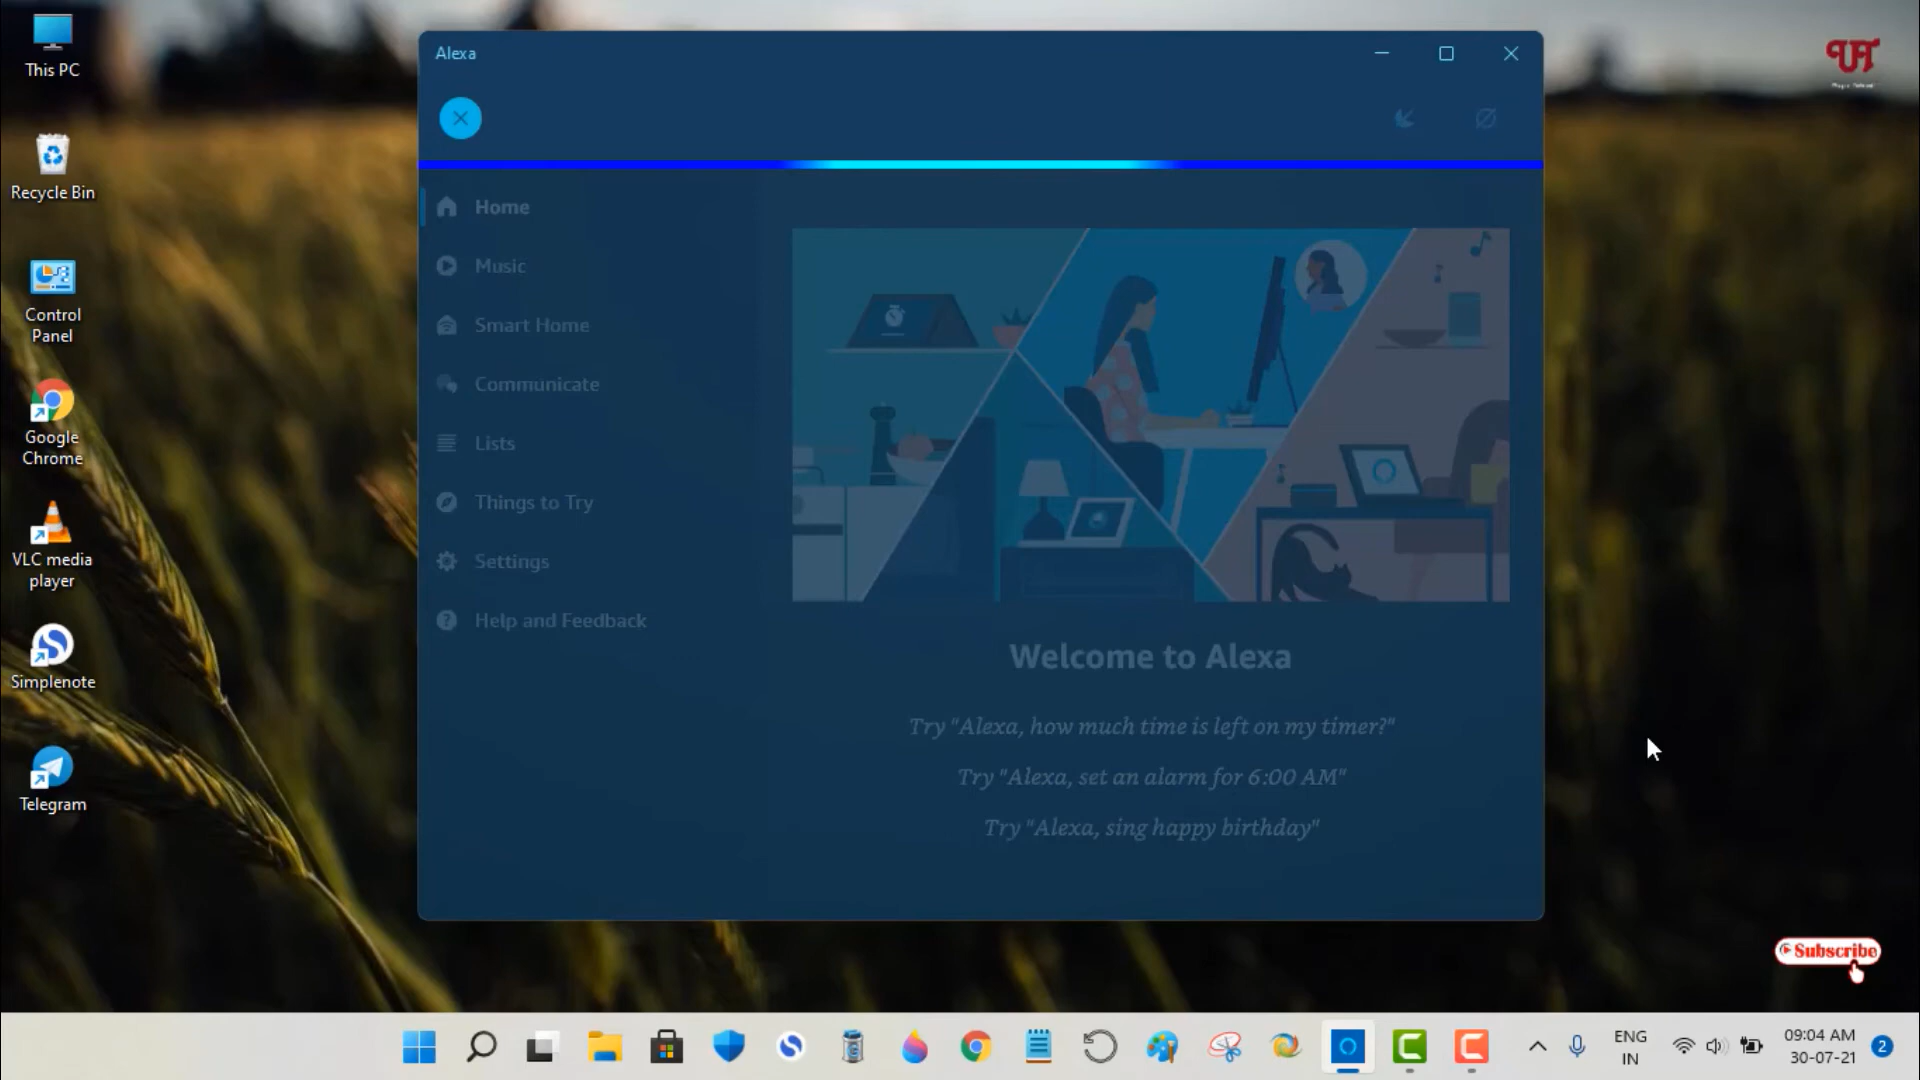 This PC
Recycle Bin
Control
Panel
Google
Chrome
VLC media
player
Simplenote
Telegram
Alexa
Home
Music
Smart Home
Communicate
Lists
Things to Try
Settings
Help and Feedback
Welcome to Alexa
Try "Alexa, how much time is left on my timer?"
Try "Alexa, set an alarm for 6:00 AM"
Try "Alexa, sing happy birthday"
Subscribe
ENG
IN
09:04 AM
30-07-21
2